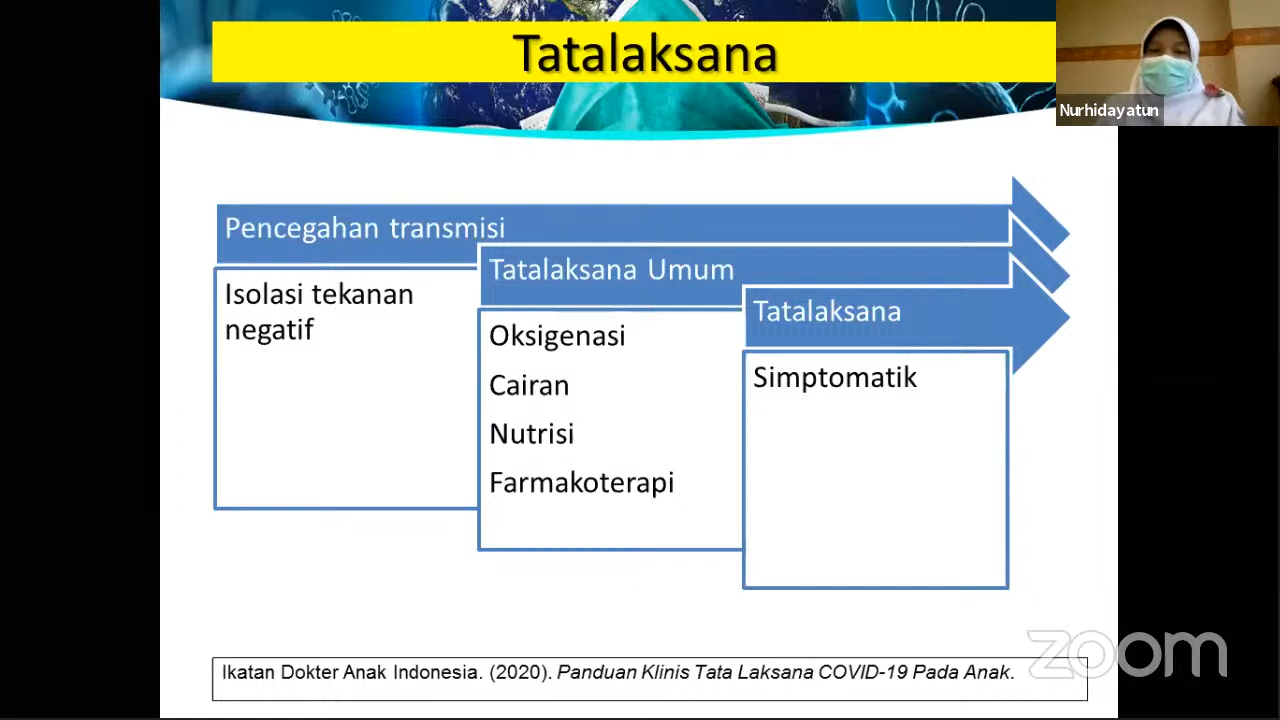 Tatalaksana
Nurhidayatun
Pencegahan transmisi
Isolasi tekanan
negatif
Tatalaksana Umum
Oksigenasi
Cairan
Nutrisi
Farmakoterapi
Tatalaksana
Simptomatik
zoom
Ikatan Dokter Anak Indonesia. (2020). Panduan Klinis Tata Laksana COVID-19 Pada Anak.